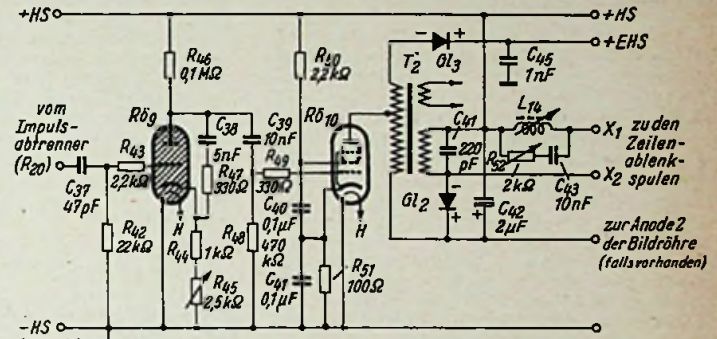 +HS
+HS
+EHS
R46
0,1MΩ
R50
2,2kΩ
T2
Gl3
C45
1nF
vom
Impuls-
abtrenner
(R20)
Rö9
C38
5nF
C39
10nF
Rö10
C41
220
pF
L14
X1
zu den
Zeilen-
ablenk-
spulen
X2
R43
2,2kΩ
C37
47pF
R47
330Ω
R49
330Ω
R52
2kΩ
C43
10nF
R42
22kΩ
H
R44
1kΩ
R48
470
kΩ
C40
0,1µF
H
Gl2
C42
2µF
zur Anode 2
der Bildröhre
(falls vorhanden)
R45
2,5kΩ
C41
0,1µF
R51
100Ω
-HS